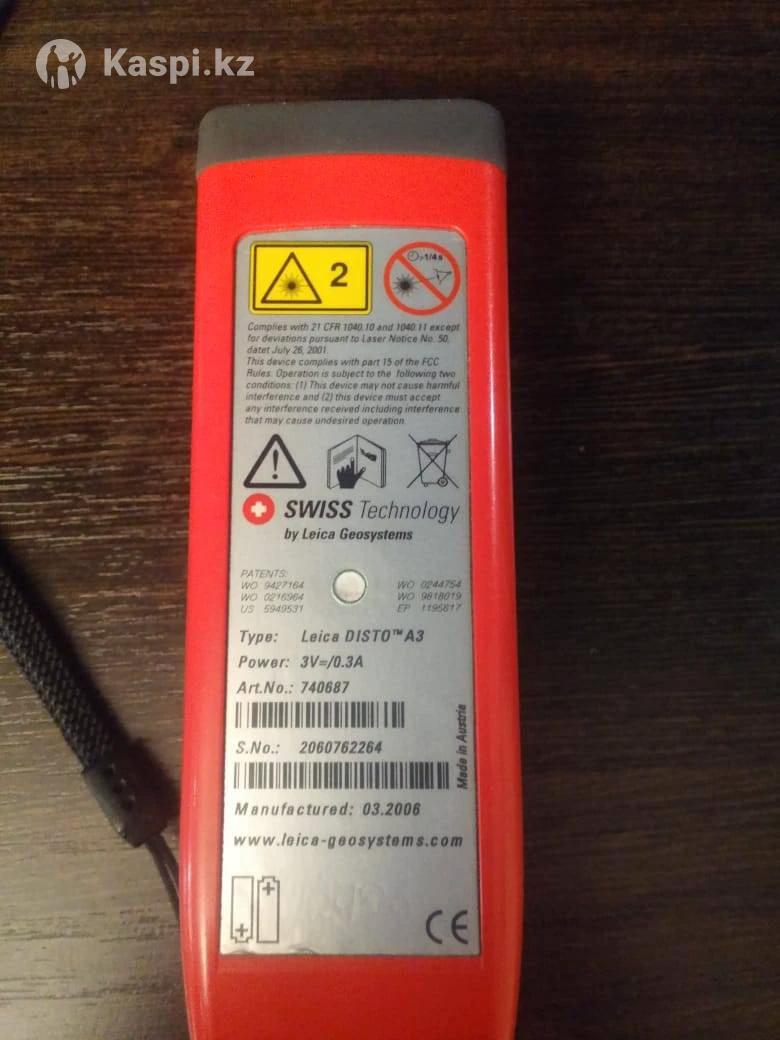 Kaspi.kz
2
>1/4 s
Complies with 21 CFR 1040.10 and 1040.11 except
for deviations pursuant to Laser Notice No. 50,
datet July 26, 2001.
This device complies with part 15 of the FCC
Rules. Operation is subject to the following two
conditions: (1) This device may not cause harmful
interference and (2) this device must accept
any interference received including interference
that may cause undesired operation.
SWISS Technology
by Leica Geosystems
PATENTS:
WO 9427164 WO 0244754
WO 0216964 WO 9818019
US 5949531 EP 1195617
Type: Leica DISTO™A3
Power: 3V=/0.3A
Art.No.: 740687
S.No.: 2060762264
Made in Austria
Manufactured: 03.2006
www.leica-geosystems.com
CE